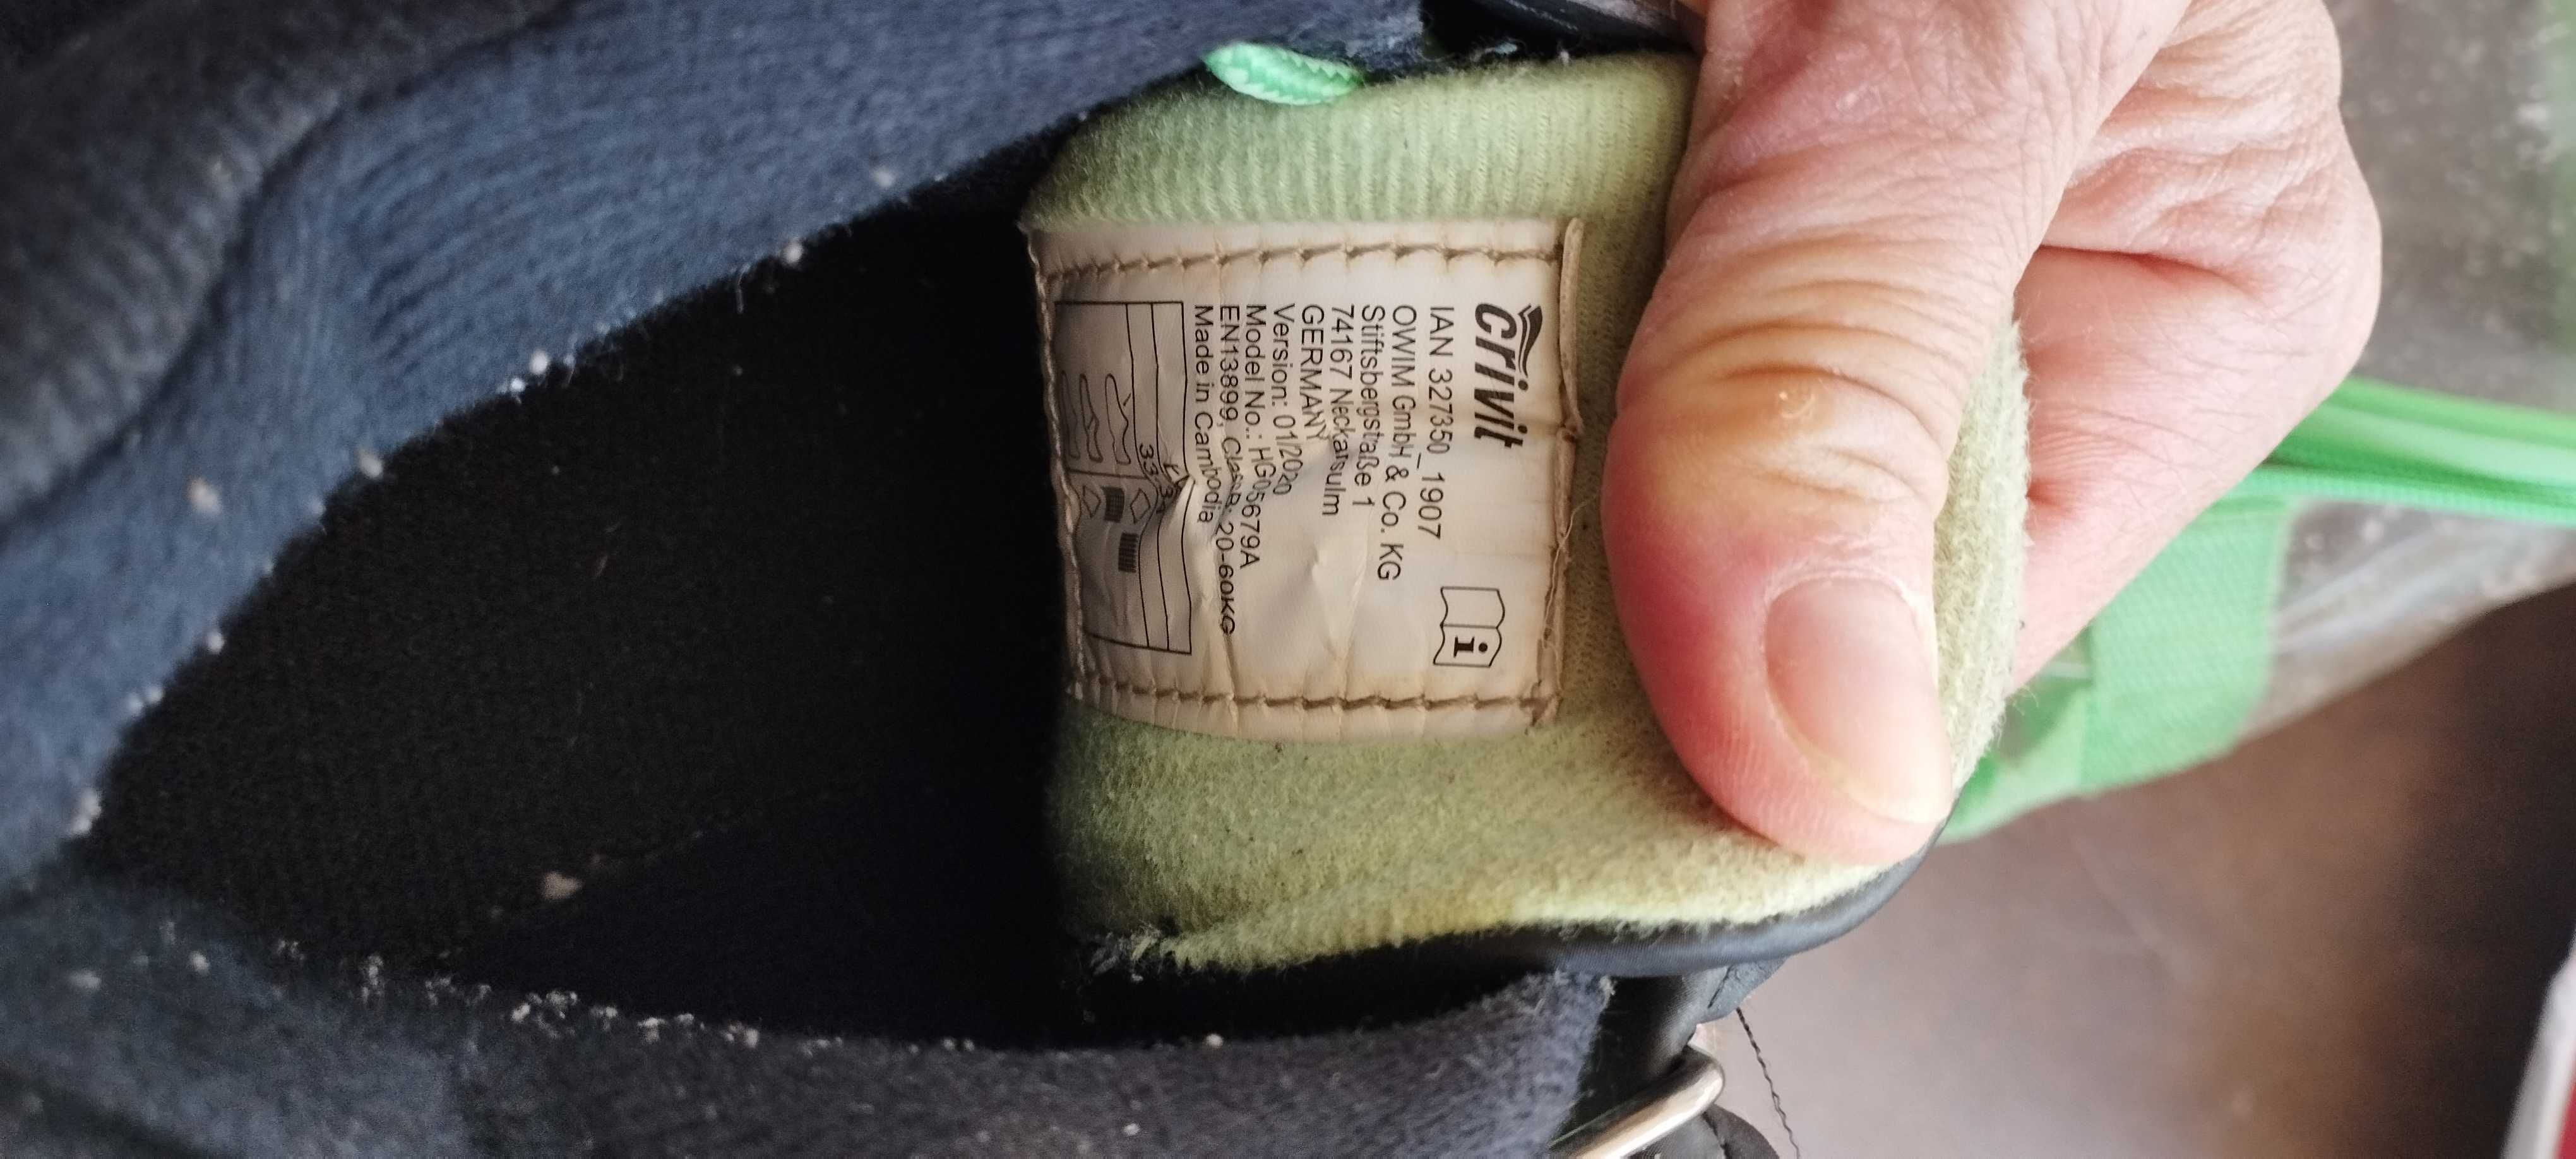 crivit
IAN 327350_1907
OWIM GmbH & Co. KG
Stiftsbergstraße 1
74167 Neckarsulm
GERMANY
Version: 01/2020
Model No.: HG05679A
EN13899, Class B: 20-60KG
Made in Cambodia
i